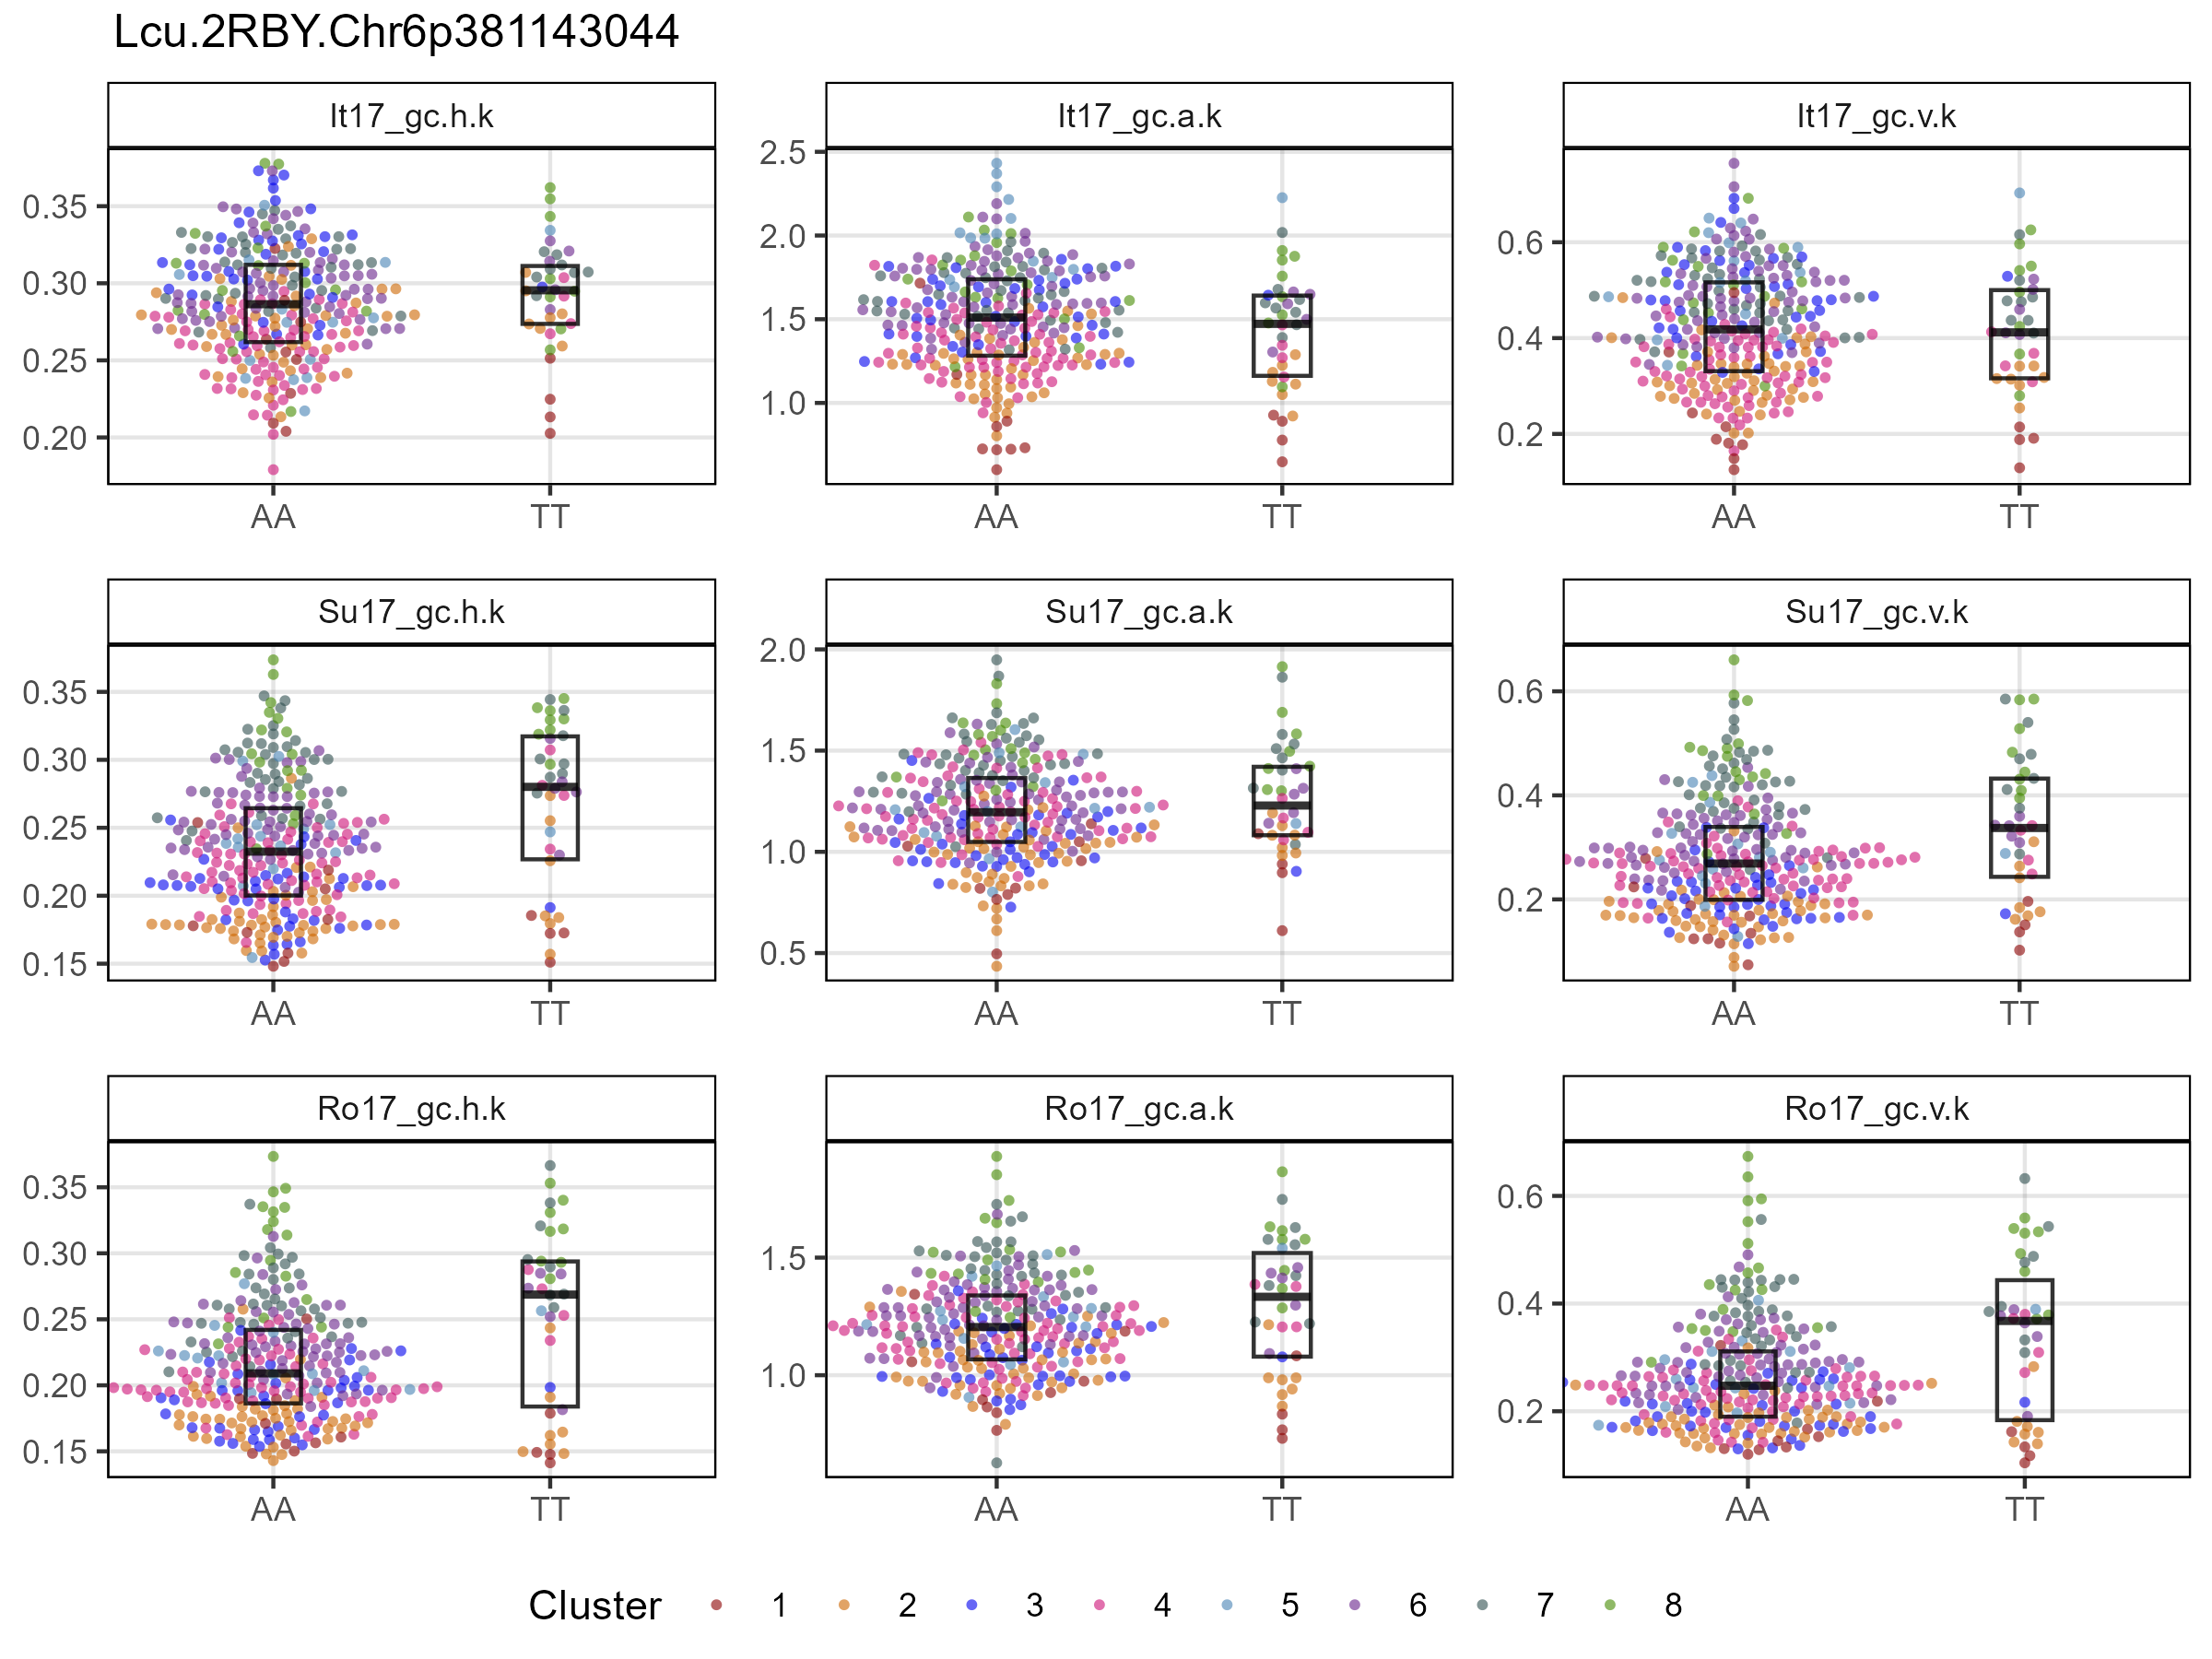 Lcu.2RBY.Chr6p381143044
It17_gc.h.k
It17_gc.a.k
It17_gc.v.k
0.35
0.30
0.25
0.20
AA TT
2.5
2.0
1.5
1.0
AA TT
0.6
0.4
0.2
AA TT
Su17_gc.h.k
Su17_gc.a.k
Su17_gc.v.k
0.35
0.30
0.25
0.20
0.15
AA TT
2.0
1.5
1.0
0.5
AA TT
0.6
0.4
0.2
AA TT
Ro17_gc.h.k
Ro17_gc.a.k
Ro17_gc.v.k
0.35
0.30
0.25
0.20
0.15
AA TT
1.5
1.0
AA TT
0.6
0.4
0.2
AA TT
Cluster 1 2 3 4 5 6 7 8